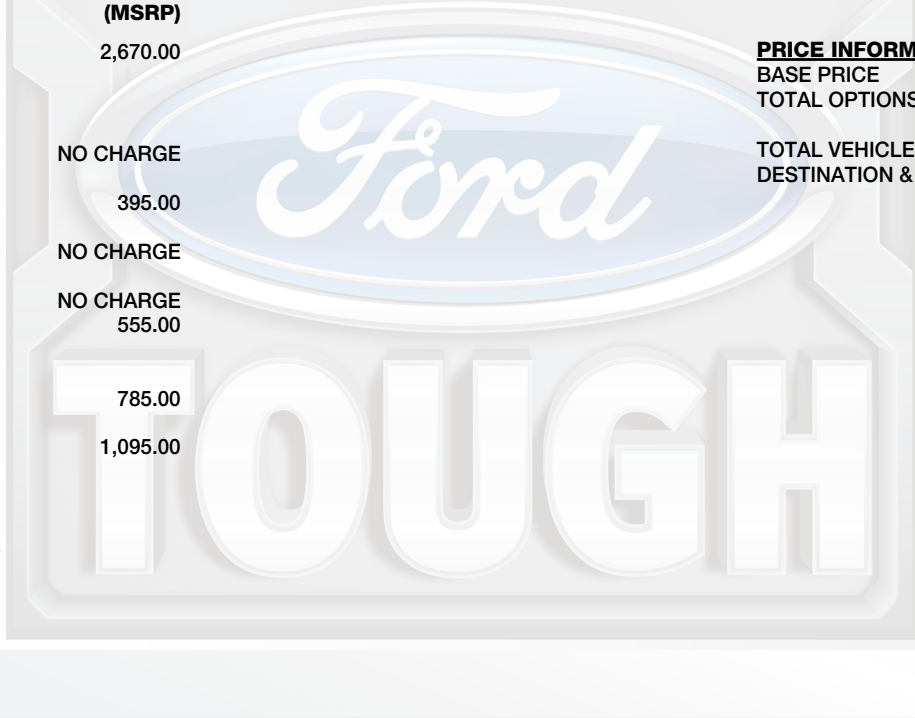 (MSRP)
2,670.00
NO CHARGE
395.00
NO CHARGE
NO CHARGE
555.00
785.00
1,095.00
PRICE
BASE PRICE
TOTAL OPTIONS
TOTAL VEHICLE
DESTINATION &
Ford
TOUGH